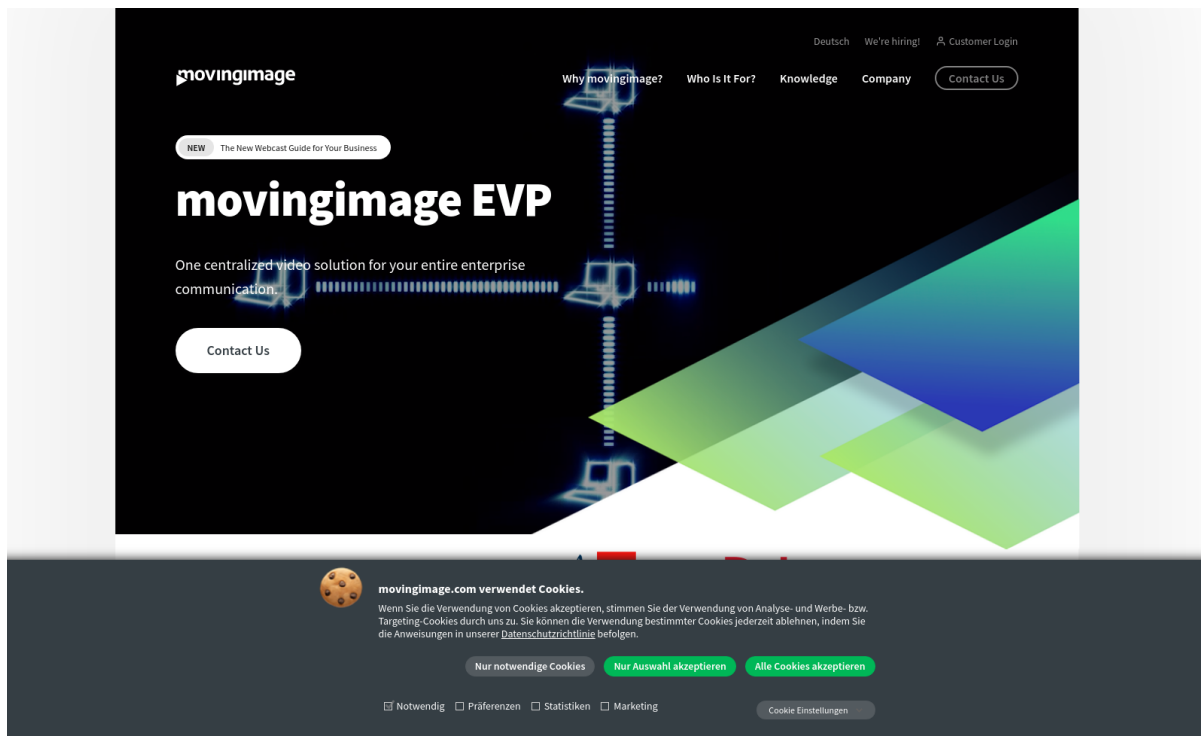 Deutsch We're hiring! Customer Login
movingimage
Why movingimage? Who Is It For? Knowledge Company Contact Us
NEW The New Webcast Guide for Your Business
movingimage EVP
One centralized video solution for your entire enterprise
communication.
Contact Us
movingimage.com verwendet Cookies.
Wenn Sie die Verwendung von Cookies akzeptieren, stimmen Sie der Verwendung von Analyse- und Werbe- bzw.
Targeting-Cookies durch uns zu. Sie können die Verwendung bestimmter Cookies jederzeit ablehnen, indem Sie
die Anweisungen in unserer Datenschutzrichtlinie befolgen.
Nur notwendige Cookies Nur Auswahl akzeptieren Alle Cookies akzeptieren
Notwendig Präferenzen Statistiken Marketing Cookie Einstellungen